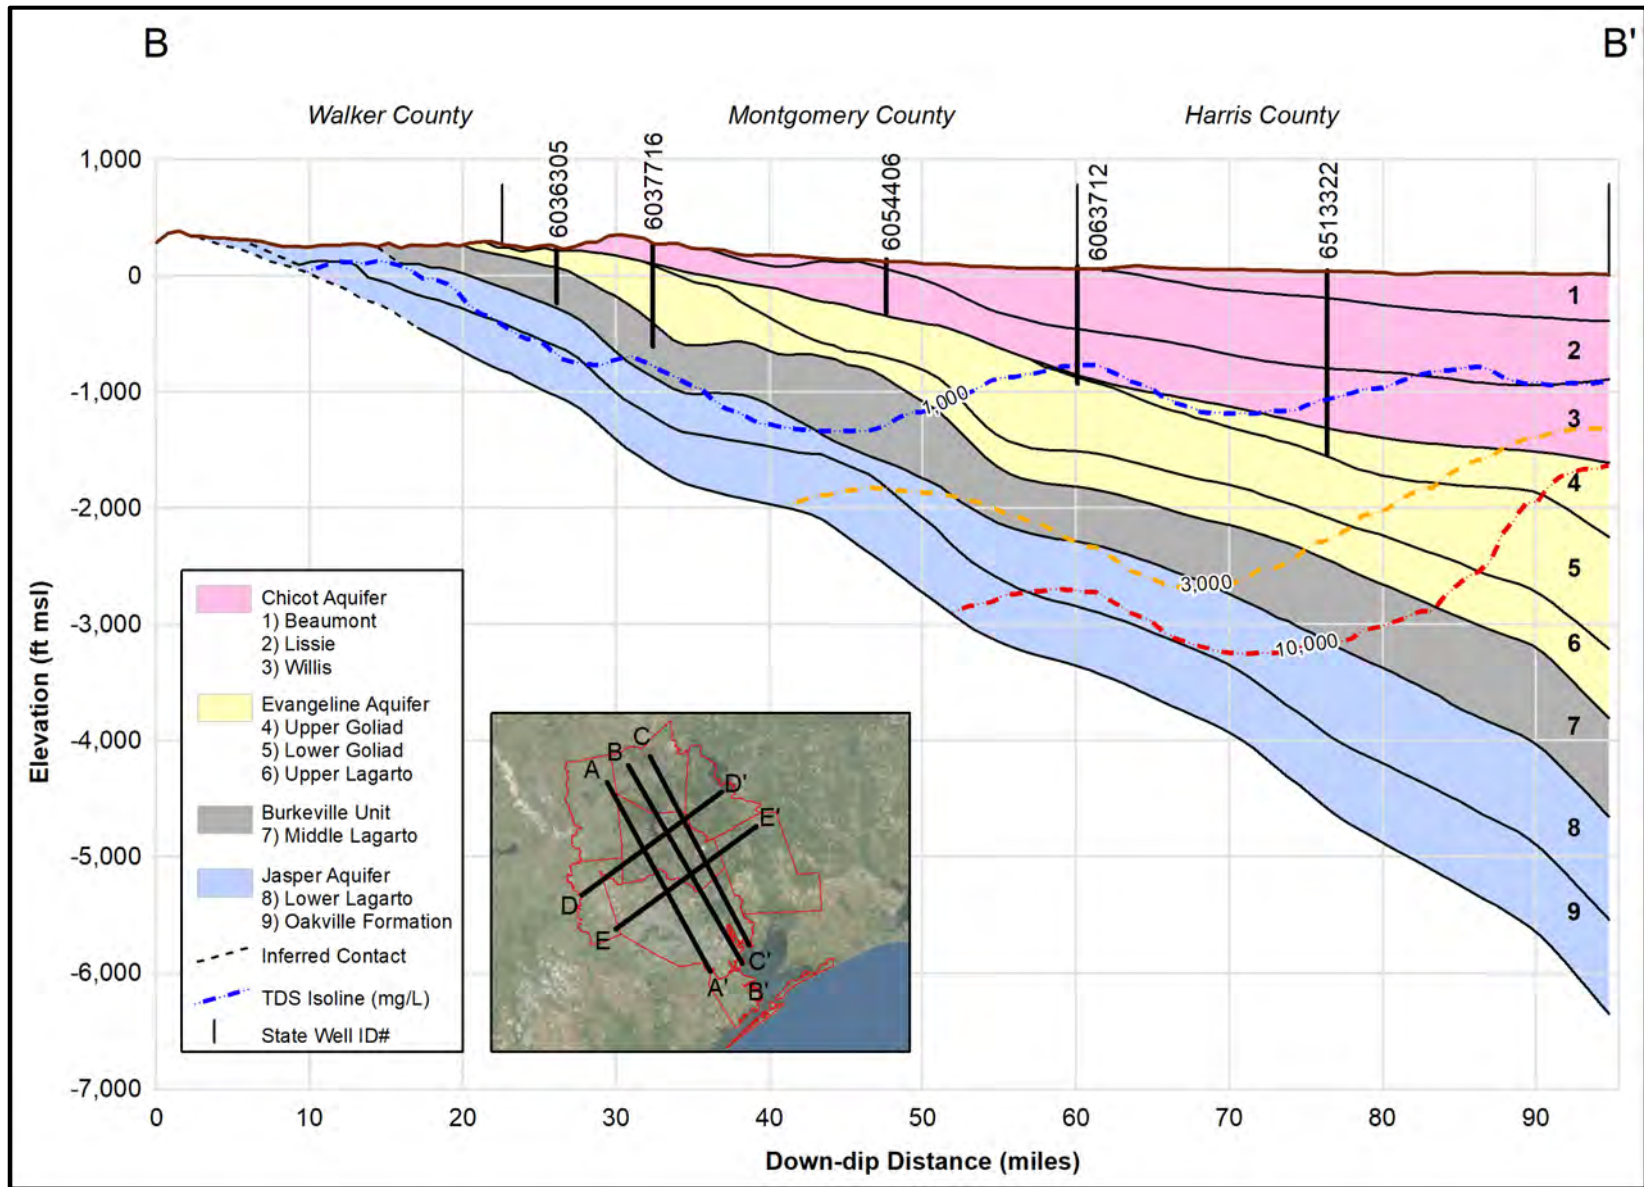 B
B'
Walker County
Montgomery County
Harris County
6036305
6037716
6054406
6063712
6513322
1,000
0
-1,000
-2,000
-3,000
-4,000
-5,000
-6,000
-7,000
Elevation (ft msl)
1
2
3
4
5
6
7
8
9
1,000
3,000
10,000
Chicot Aquifer
1) Beaumont
2) Lissie
3) Willis
Evangeline Aquifer
4) Upper Goliad
5) Lower Goliad
6) Upper Lagarto
Burkeville Unit
7) Middle Lagarto
Jasper Aquifer
8) Lower Lagarto
9) Oakville Formation
Inferred Contact
TDS Isoline (mg/L)
State Well ID#
A
B
C
D'
E'
D
E
A'
B'
C'
0
10
20
30
40
50
60
70
80
90
Down-dip Distance (miles)